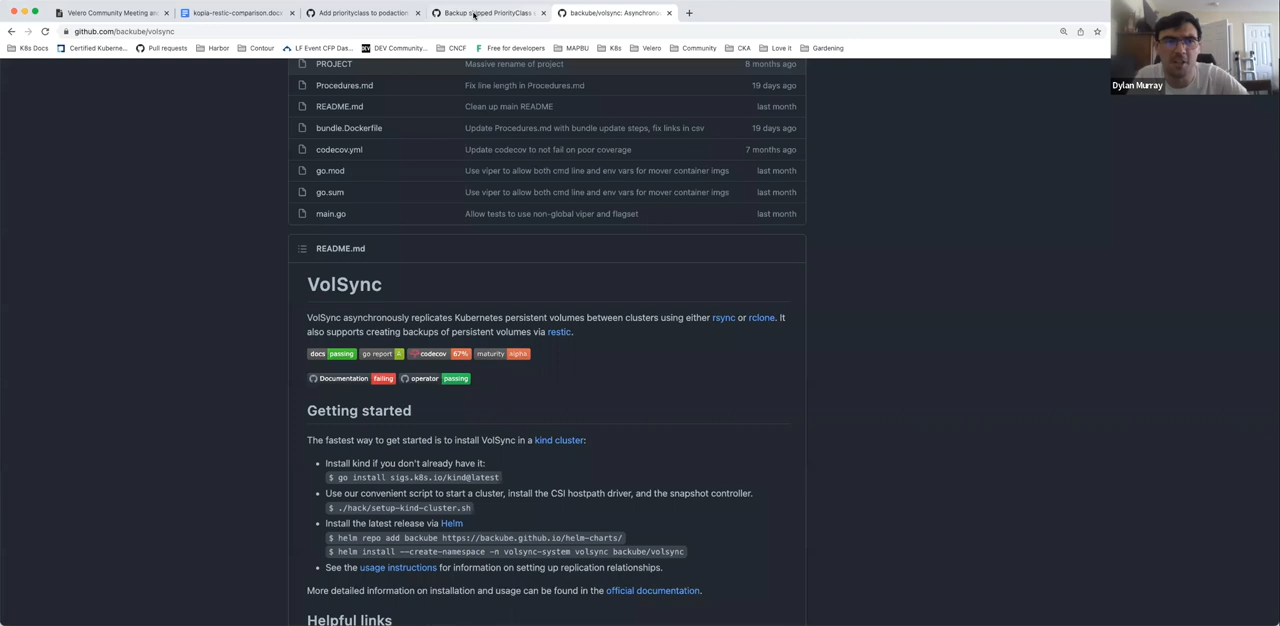 Velero Community Meeting an
kopia-restic-comparison.docs
Add priorityclass to podaction
Backup skipped PriorityClass
backube/volsync: Asynchron
github.com/backube/volsync
K8s Docs
Certified Kuberne...
Pull requests
Harbor
Contour
LF Event CFP Das...
DEV Community...
CNCF
Free for developers
MAPBU
K8s
Velero
Community
CKA
Love it
Gardening
PROJECT Massive rename of project 8 months ago
Procedures.md Fix line length in Procedures.md 19 days ago
README.md Clean up main README last month
bundle.Dockerfile Update Procedures.md with bundle update steps, fix links in csv 19 days ago
codecov.yml Update codecov to not fail on poor coverage 7 months ago
go.mod Use viper to allow both cmd line and env vars for mover container imgs last month
go.sum Use viper to allow both cmd line and env vars for mover container imgs last month
main.go Allow tests to use non-global viper and flagset last month
README.md
VolSync
VolSync asynchronously replicates Kubernetes persistent volumes between clusters using either rsync or rclone. It
also supports creating backups of persistent volumes via restic.
docs passing go report A codecov 67% maturity alpha
Documentation failing operator passing
Getting started
The fastest way to get started is to install VolSync in a kind cluster:
• Install kind if you don't already have it:
$ go install sigs.k8s.io/kind@latest
• Use our convenient script to start a cluster, install the CSI hostpath driver, and the snapshot controller.
$ ./hack/setup-kind-cluster.sh
• Install the latest release via Helm
$ helm repo add backube https://backube.github.io/helm-charts/
$ helm install --create-namespace -n volsync-system volsync backube/volsync
• See the usage instructions for information on setting up replication relationships.
More detailed information on installation and usage can be found in the official documentation.
Helpful links
Dylan Murray